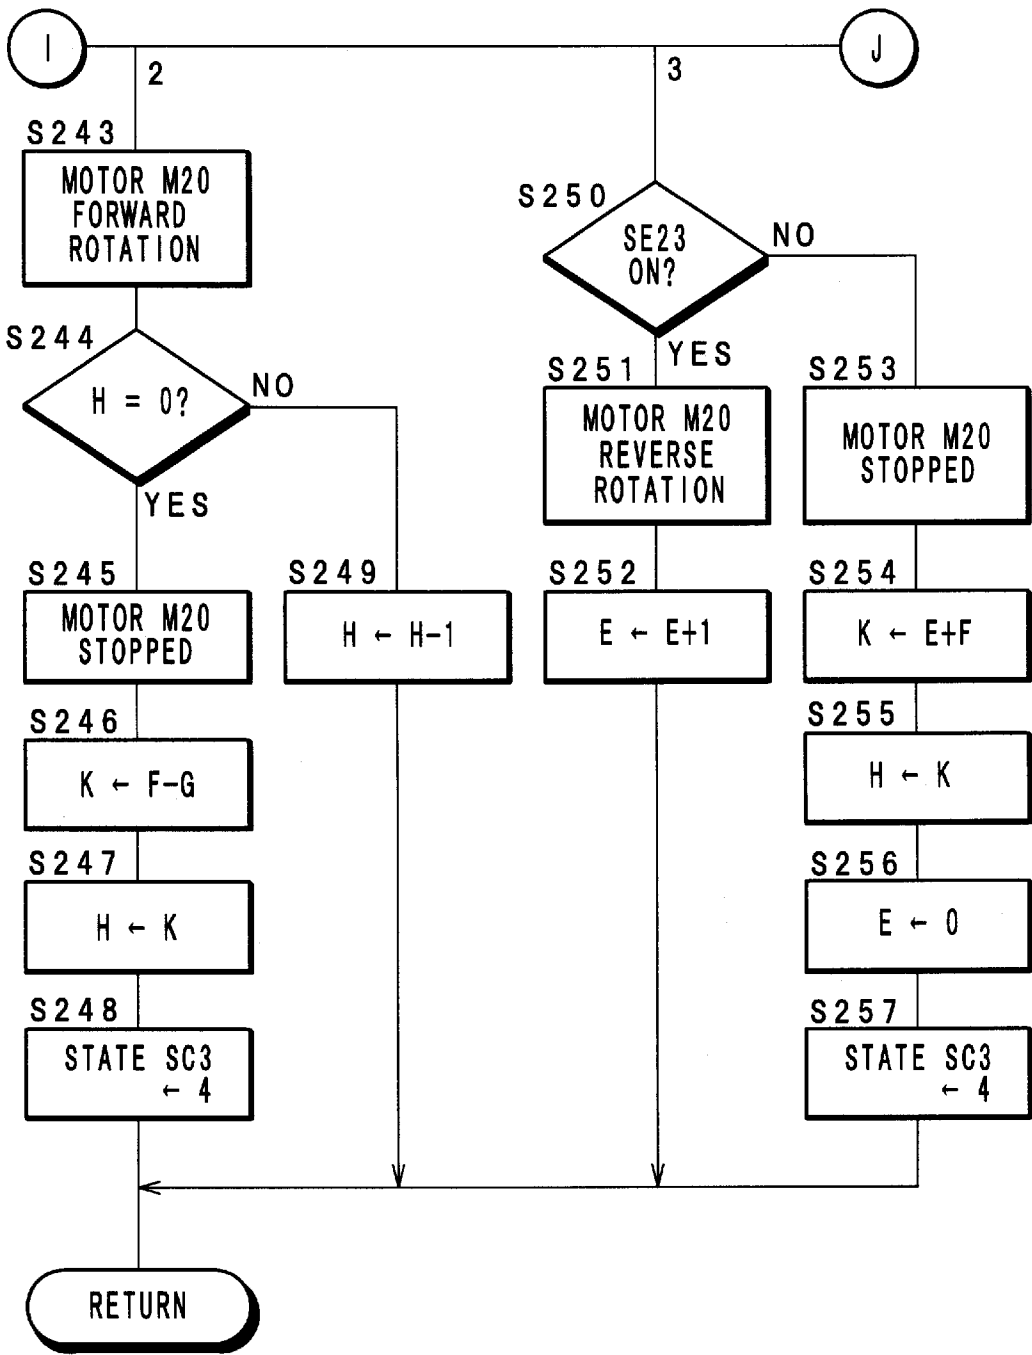 I
J
2
3
S243
MOTOR M20
FORWARD
ROTATION
S244
H = 0?
NO
YES
S245
MOTOR M20
STOPPED
S246
K ← F-G
S247
H ← K
S248
STATE SC3
← 4
S249
H ← H-1
S250
SE23
ON?
NO
YES
S251
MOTOR M20
REVERSE
ROTATION
S252
E ← E+1
S253
MOTOR M20
STOPPED
S254
K ← E+F
S255
H ← K
S256
E ← 0
S257
STATE SC3
← 4
RETURN